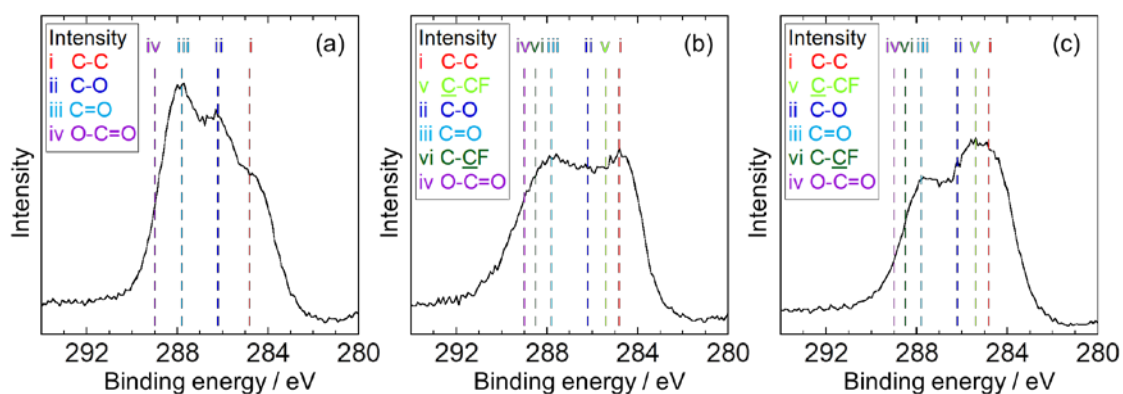 Intensity
i C-C
ii C-O
iii C=O
iv O-C=O
iv iii ii i
(a)
Intensity
292 288 284 280
Binding energy / eV
Intensity
i C-C
v C-CF
ii C-O
iii C=O
vi C-CF
iv O-C=O
iv vi iii ii v i
(b)
Intensity
292 288 284 280
Binding energy / eV
Intensity
i C-C
v C-CF
ii C-O
iii C=O
vi C-CF
iv O-C=O
iv vi iii ii v i
(c)
Intensity
292 288 284 280
Binding energy / eV